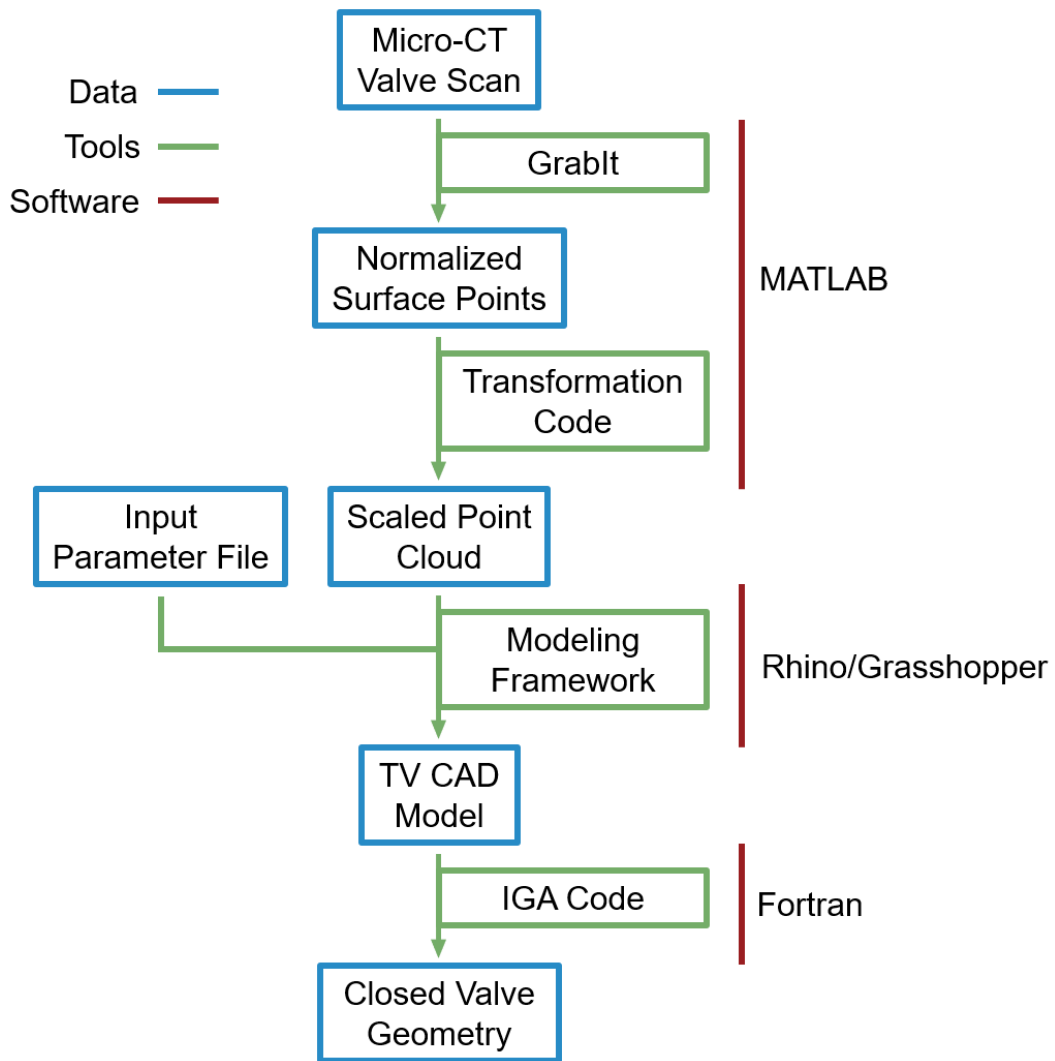 Micro-CT
Valve Scan
Data
Tools
Software
GrabIt
Normalized
Surface Points
MATLAB
Transformation
Code
Input
Parameter File
Scaled Point
Cloud
Modeling
Framework
Rhino/Grasshopper
TV CAD
Model
IGA Code
Fortran
Closed Valve
Geometry